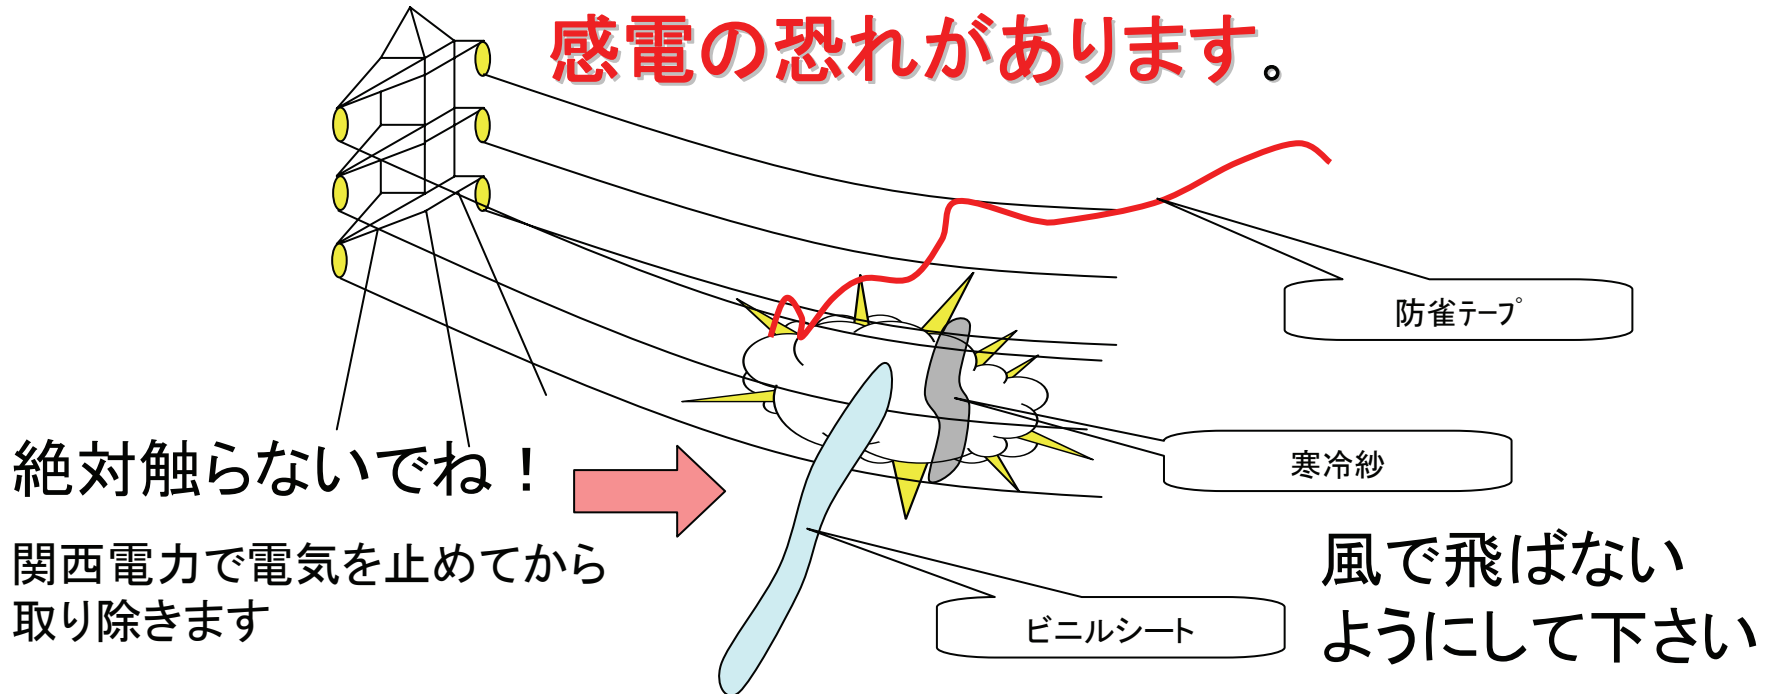 感電の恐れがあります。
防雀テープ
絶対触らないでね！
寒冷紗
関西電力で電気を止めてから
取り除きます
ビニルシート
風で飛ばない
ようにして下さい